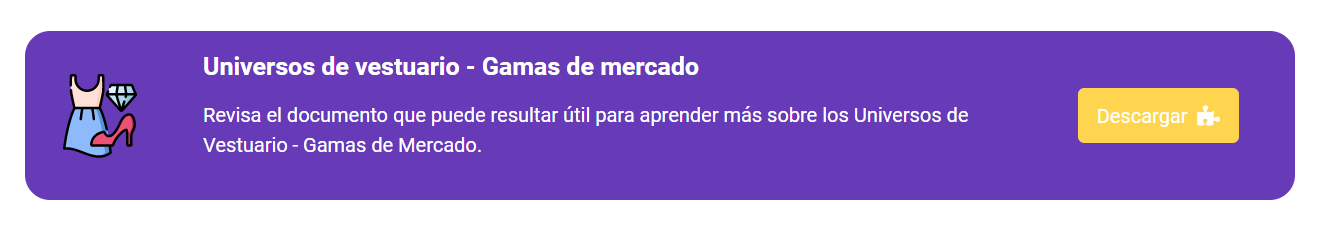 Universos de vestuario - Gamas de mercado
Revisa el documento que puede resultar útil para aprender más sobre los Universos de
Vestuario - Gamas de Mercado.
Descargar